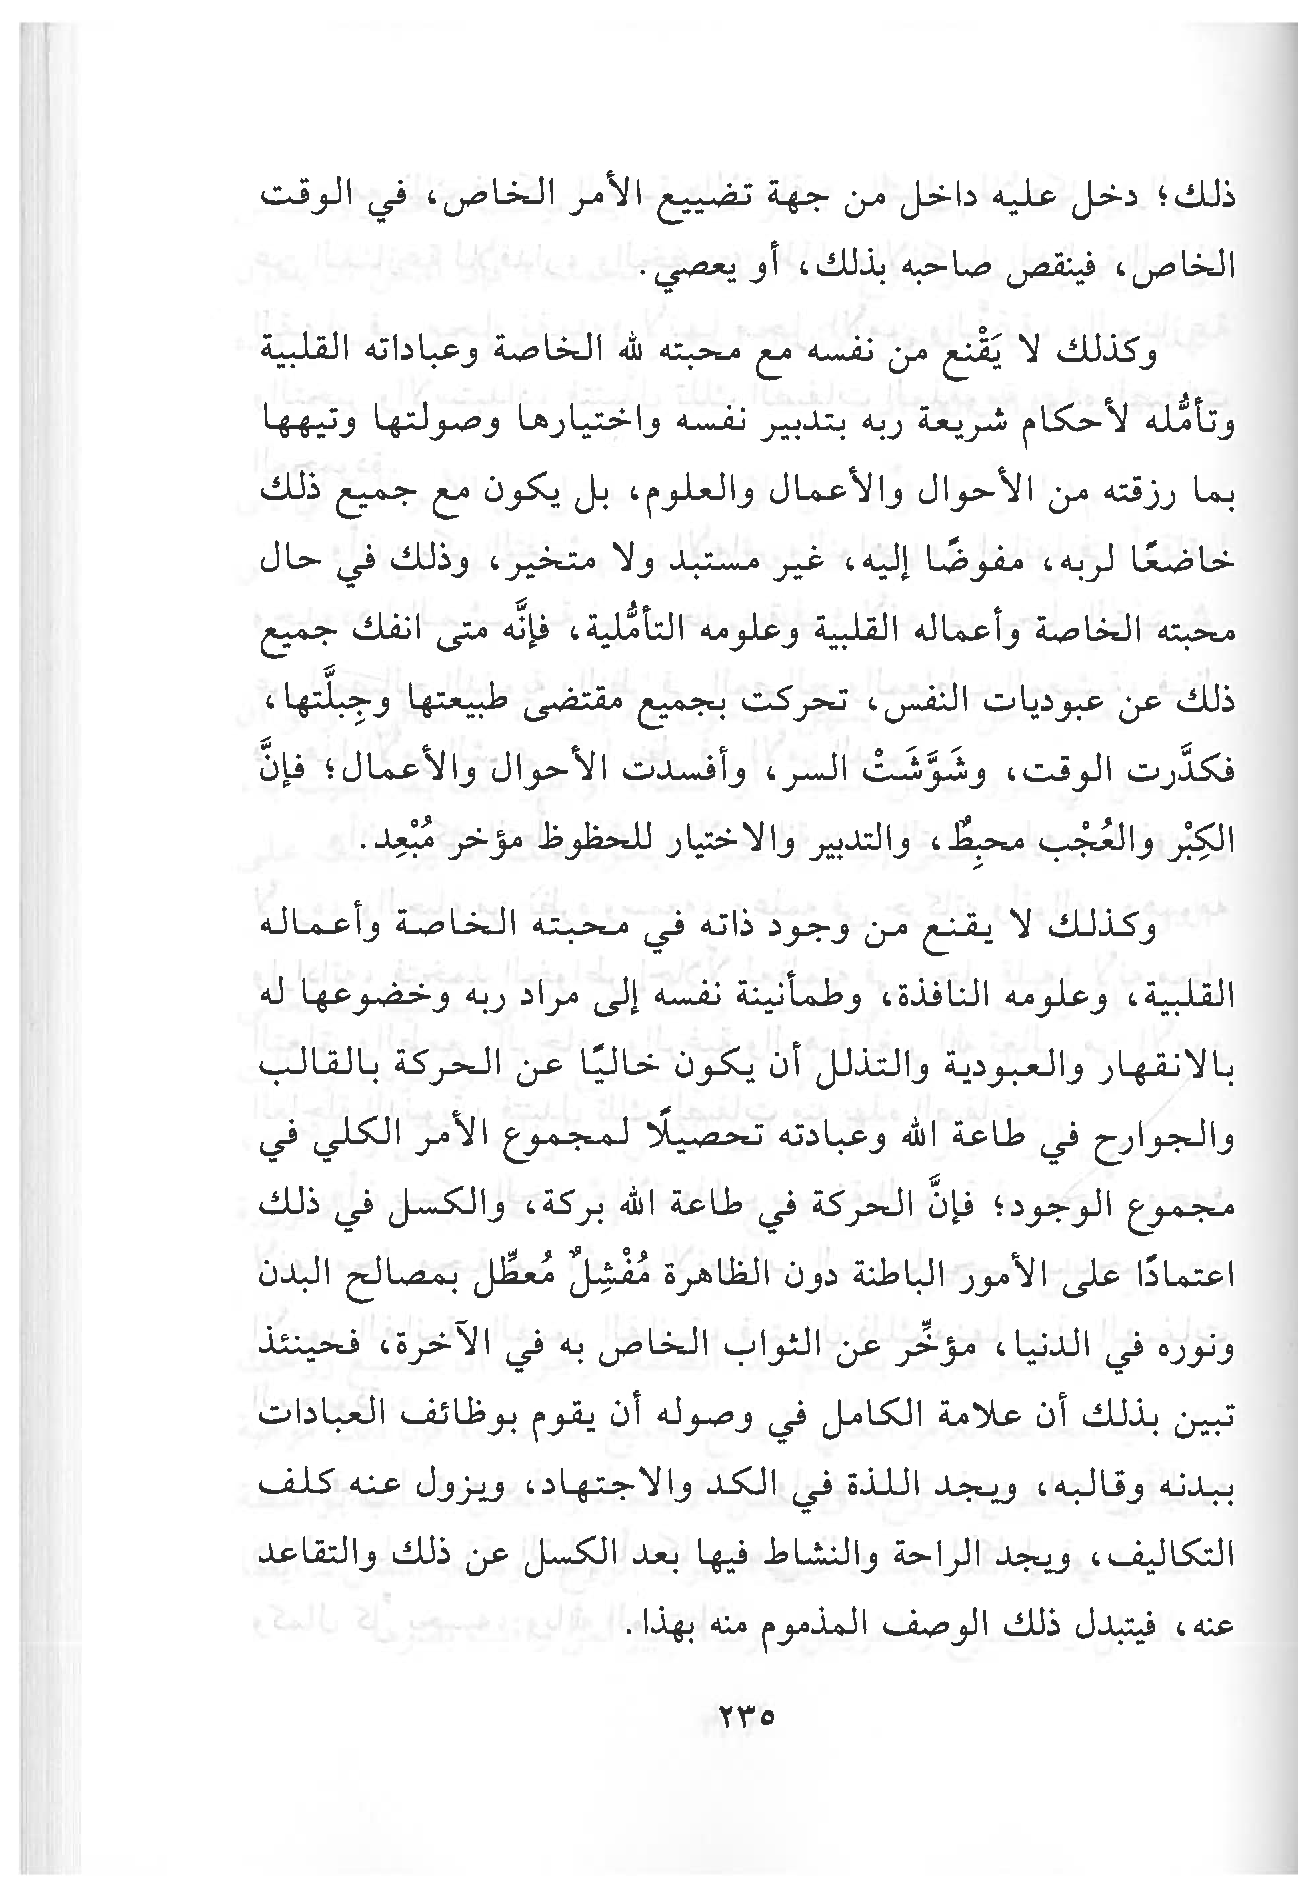 ذلك؛ دخل عليه داخل من جهة تضييع الأمر الخاص، في الوقت
الخاص، فينقص صاحبه بذلك، أو يعصي.
وكذلك لا يَقْنع من نفسه مع محبته لله الخاصة وعباداته القلبية
وتأمُّله لأحكام شريعة ربه بتدبير نفسه واختيارها وصولتها وتيهها
بما رزقته من الأحوال والأعمال والعلوم، بل يكون مع جميع ذلك
خاضعًا لربه، مفوضًا إليه، غير مستبد ولا متخير، وذلك في حال
محبته الخاصة وأعماله القلبية وعلومه التأمُّلية، فإنَّه متى انفك جميع
ذلك عن عبوديات النفس، تحركت بجميع مقتضى طبيعتها وجِبلَّتها،
فكدَّرت الوقت، وشَوَّشَتْ السر، وأفسدت الأحوال والأعمال؛ فإنَّ
الكِبْر والعُجْب محبِطٌ، والتدبير والاختيار للحظوظ مؤخر مُبْعِد.
وكذلك لا يقنع من وجود ذاته في محبته الخاصة وأعماله
القلبية، وعلومه النافذة، وطمأنينة نفسه إلى مراد ربه وخضوعها له
بالانقهار والعبودية والتذلل أن يكون خاليًا عن الحركة بالقالب
والجوارح في طاعة الله وعبادته تحصيلًا لمجموع الأمر الكلي في
مجموع الوجود؛ فإنَّ الحركة في طاعة الله بركة، والكسل في ذلك
اعتمادًا على الأمور الباطنة دون الظاهرة مُفْشِلٌ مُعطِّل بمصالح البدن
ونوره في الدنيا، مؤخِّر عن الثواب الخاص به في الآخرة، فحينئذ
تبين بذلك أن علامة الكامل في وصوله أن يقوم بوظائف العبادات
ببدنه وقالبه، ويجد اللذة في الكد والاجتهاد، ويزول عنه كلف
التكاليف، ويجد الراحة والنشاط فيها بعد الكسل عن ذلك والتقاعد
عنه، فيتبدل ذلك الوصف المذموم منه بهذا.
٢٣٥